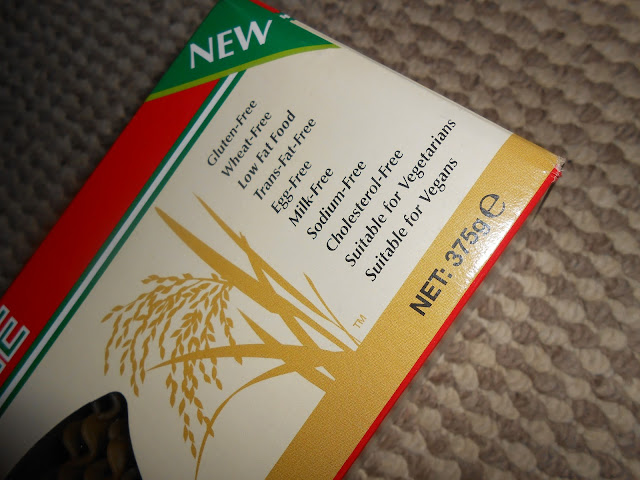 NEW
Gluten-Free
Wheat-Free
Low Fat Food
Trans-Fat-Free
Egg-Free
Milk-Free
Sodium-Free
Cholesterol-Free
Suitable for Vegetarians
Suitable for Vegans
NET: 375g ℮
TM